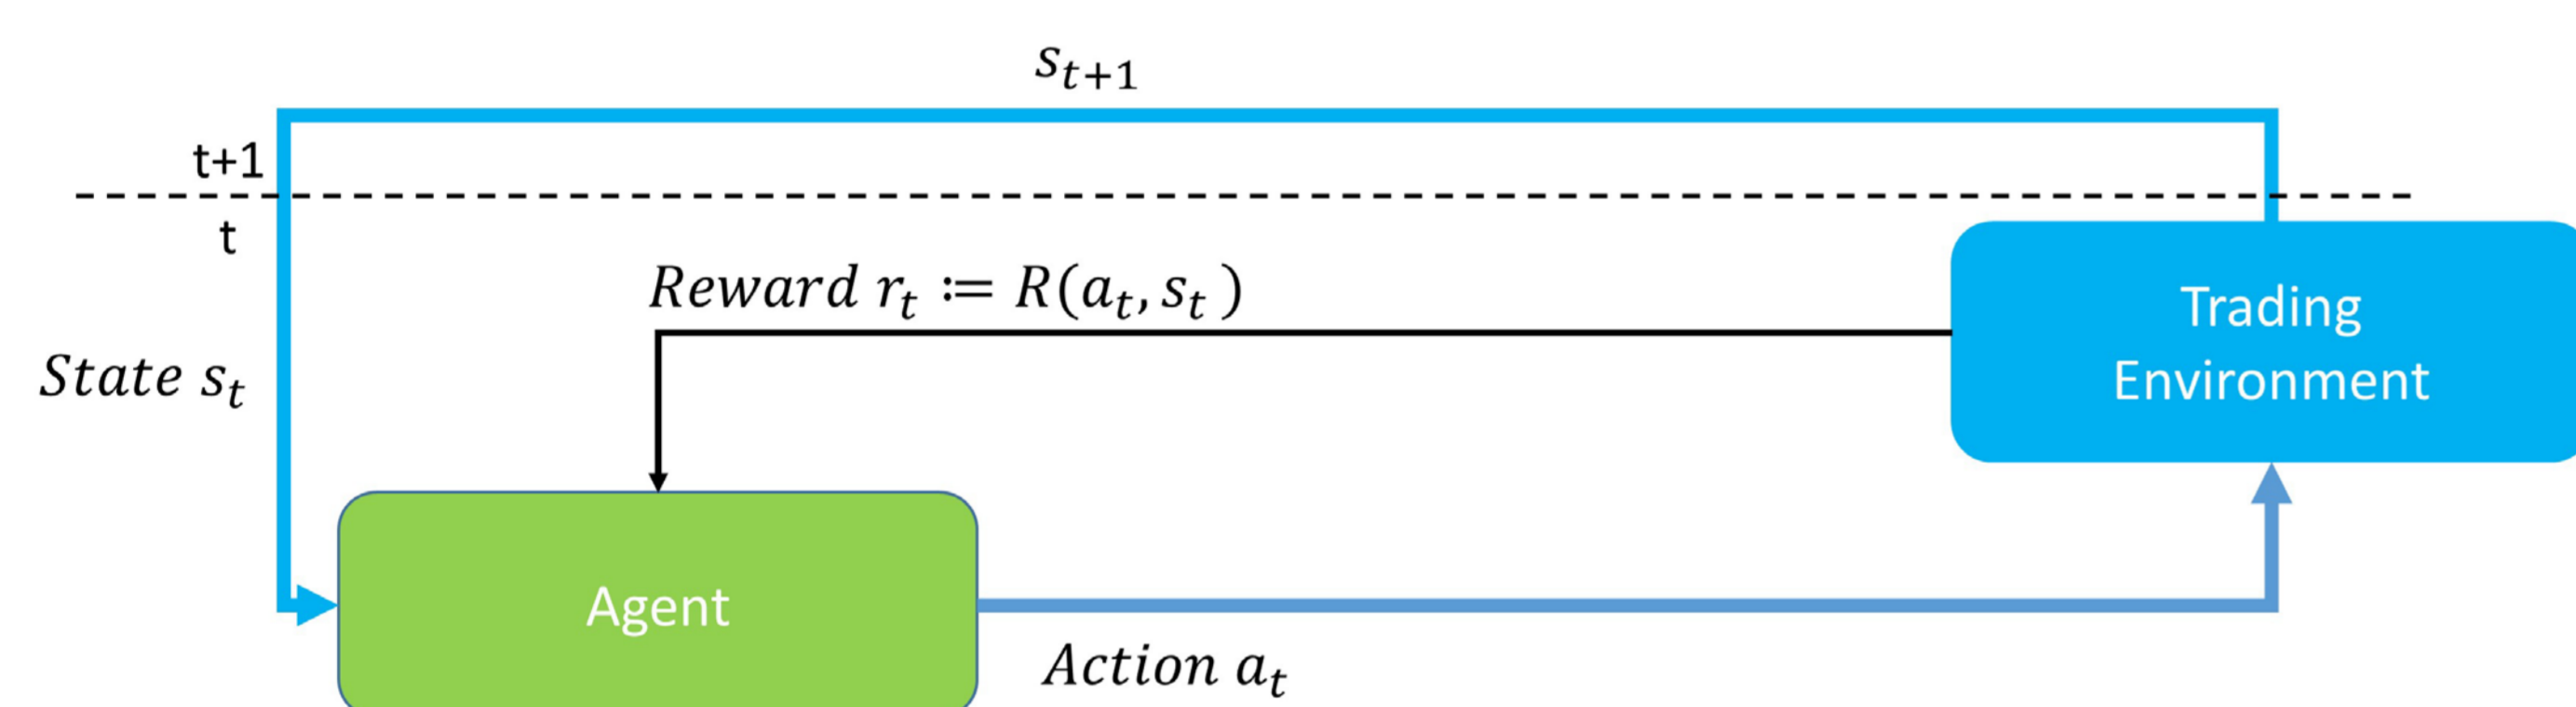 s_{t+1}
t+1
t
Reward r_t := R(a_t, s_t )
Trading
Environment
State s_t
Agent
Action a_t